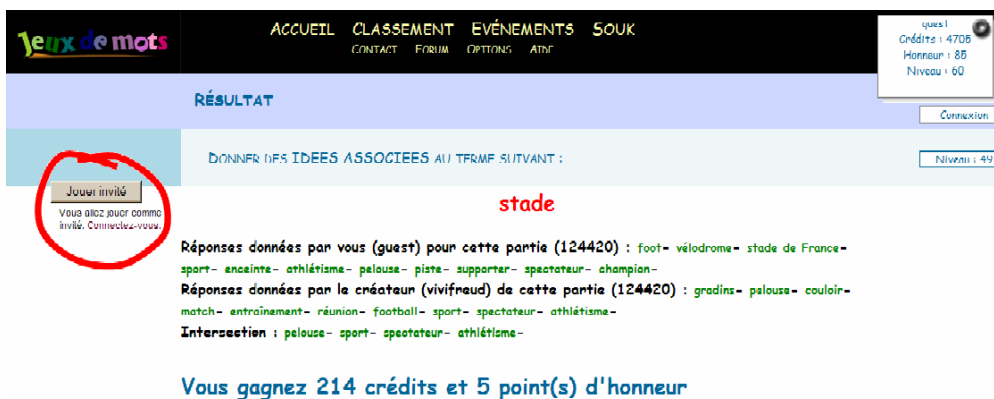 Jeux de mots
ACCUEIL CLASSEMENT EVÉNEMENTS SOUK
CONTACT FORUM OPTIONS AIDE
guest
Crédits : 4705
Honneur : 85
Niveau : 60
RÉSULTAT
Connexion
DONNER DES IDEES ASSOCIEES AU TERME SUIVANT :
Niveau : 49
Jouer invité
Vous allez jouer comme
invité. Connectez-vous.
stade
Réponses données par vous (guest) pour cette partie (124420) : foot- vélodrome- stade de France-
sport- enceinte- athlétisme- pelouse- piste- supporter- spectateur- champion-
Réponses données par le créateur (vivifreud) de cette partie (124420) : gradins- pelouse- couloir-
match- entraînement- réunion- football- sport- spectateur- athlétisme-
Intersection : pelouse- sport- spectateur- athlétisme-
Vous gagnez 214 crédits et 5 point(s) d'honneur